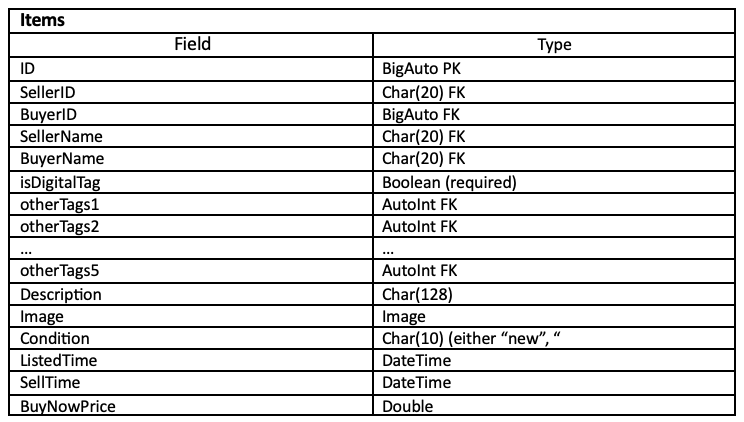 Items
Field Type
ID BigAuto PK
SellerID Char(20) FK
BuyerID BigAuto FK
SellerName Char(20) FK
BuyerName Char(20) FK
isDigitalTag Boolean (required)
otherTags1 AutoInt FK
otherTags2 AutoInt FK
... ...
otherTags5 AutoInt FK
Description Char(128)
Image Image
Condition Char(10) (either “new”, “
ListedTime DateTime
SellTime DateTime
BuyNowPrice Double